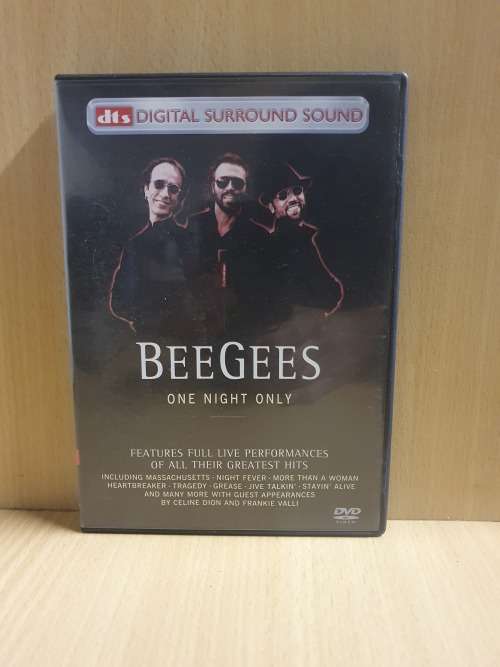 dts DIGITAL SURROUND SOUND
BEEGEES
ONE NIGHT ONLY
FEATURES FULL LIVE PERFORMANCES
OF ALL THEIR GREATEST HITS
INCLUDING MASSACHUSETTS · NIGHT FEVER · MORE THAN A WOMAN
HEARTBREAKER · TRAGEDY · GREASE · JIVE TALKIN' · STAYIN' ALIVE
AND MANY MORE WITH GUEST APPEARANCES
BY CELINE DION AND FRANKIE VALLI
DVD
VIDEO